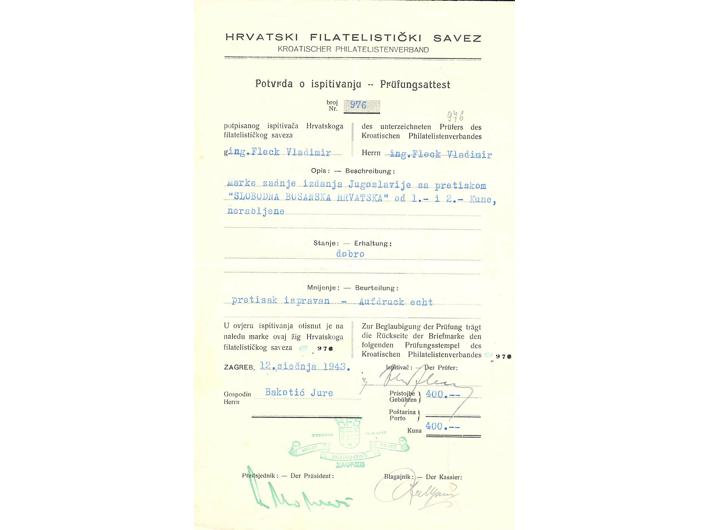 HRVATSKI FILATELISTIČKI SAVEZ
KROATISCHER PHILATELISTENVERBAND
Potvrda o ispitivanju -- Prüfungsattest
broj
Nr. 976
976
potpisanog ispitivača Hrvatskoga
filatelističkog saveza
g ing.Fleck Vladimir
des unterzeichneten Prüfers des
Kroatischen Philatelistenverbandes
Herrn ing.Fleck Vladimir
Opis: — Beschreibung:
marke zadnje izdanja Jugoslavije sa pretiskom
"SLOBODNA BOSANSKA HRVATSKA" od 1.- i 2.- Kune,
norabljene
Stanje: — Erhaltung:
dobro
Mnijenje: — Beurteilung:
pretisak ispravan - Aufdruck echt
U ovjeru ispitivanja otisnut je na
naleđu marke ovaj žig Hrvatskoga
filatelističkog saveza 976
Zur Beglaubigung der Prüfung trägt
die Rückseite der Briefmarke den
folgenden Prüfungsstempel des
Kroatischen Philatelistenverbandes 976
ZAGREB, 12.siečnja 1943.
Ispitivač: — Der Prüfer:
Gospodin
Herrn Bakotić Jure
Pristojbe
Gebühren 400.--
Poštarina
Porto
Kuna 400.--
ZAGREB
Predsjednik: — Der Präsident:
Blagajnik: — Der Kassier: